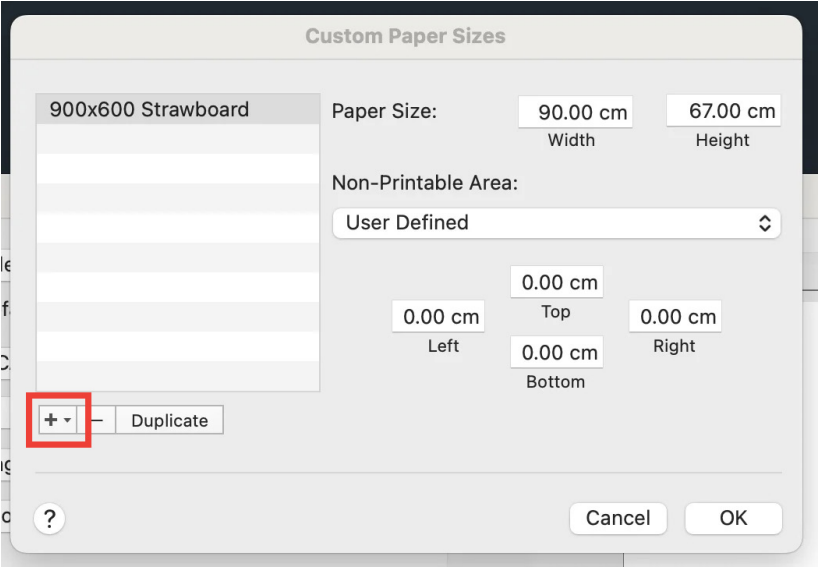 Custom Paper Sizes
900x600 Strawboard
Paper Size:
90.00 cm
67.00 cm
Width
Height
Non-Printable Area:
User Defined
0.00 cm
Top
0.00 cm
0.00 cm
Left
Right
0.00 cm
Bottom
+
−
Duplicate
?
Cancel
OK